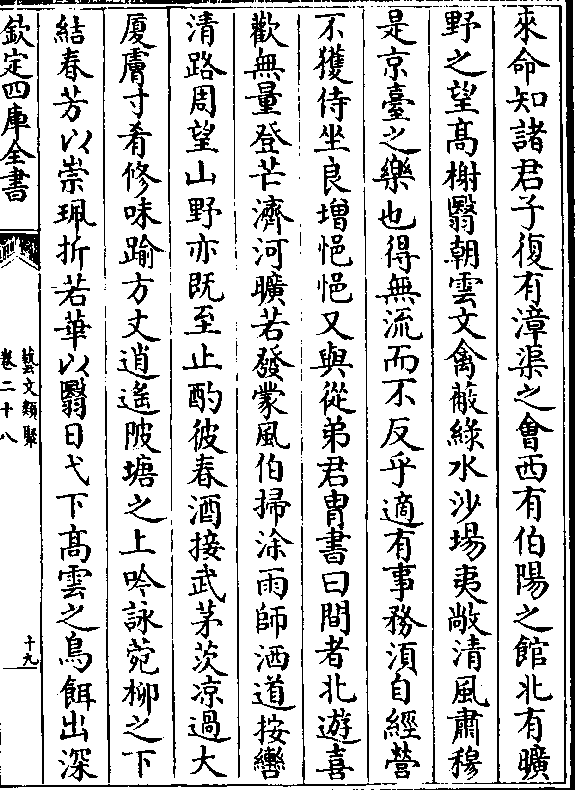 來命知諸君子復有漳渠之會西有伯陽之館北有曠
野之望高榭翳朝雲文禽蔽綠水沙場夷敞清風肅穆
是京臺之樂也得無流而不反乎適有事務湏自經營
不獲侍坐良增悒悒又與從弟君胄書曰間者北遊喜
歡無量登芒濟河曠若發蒙風伯掃涂雨師洒道按轡
清路周望山野亦既至止酌彼春酒接武茅茨凉過大
厦膚寸肴修味踰方丈逍遙陂塘之上吟詠菀柳之下
結春芳以崇珮折若華以翳日弋下高雲之鳥餌出深
欽定四庫全書
藝文類聚
卷二十八
十九